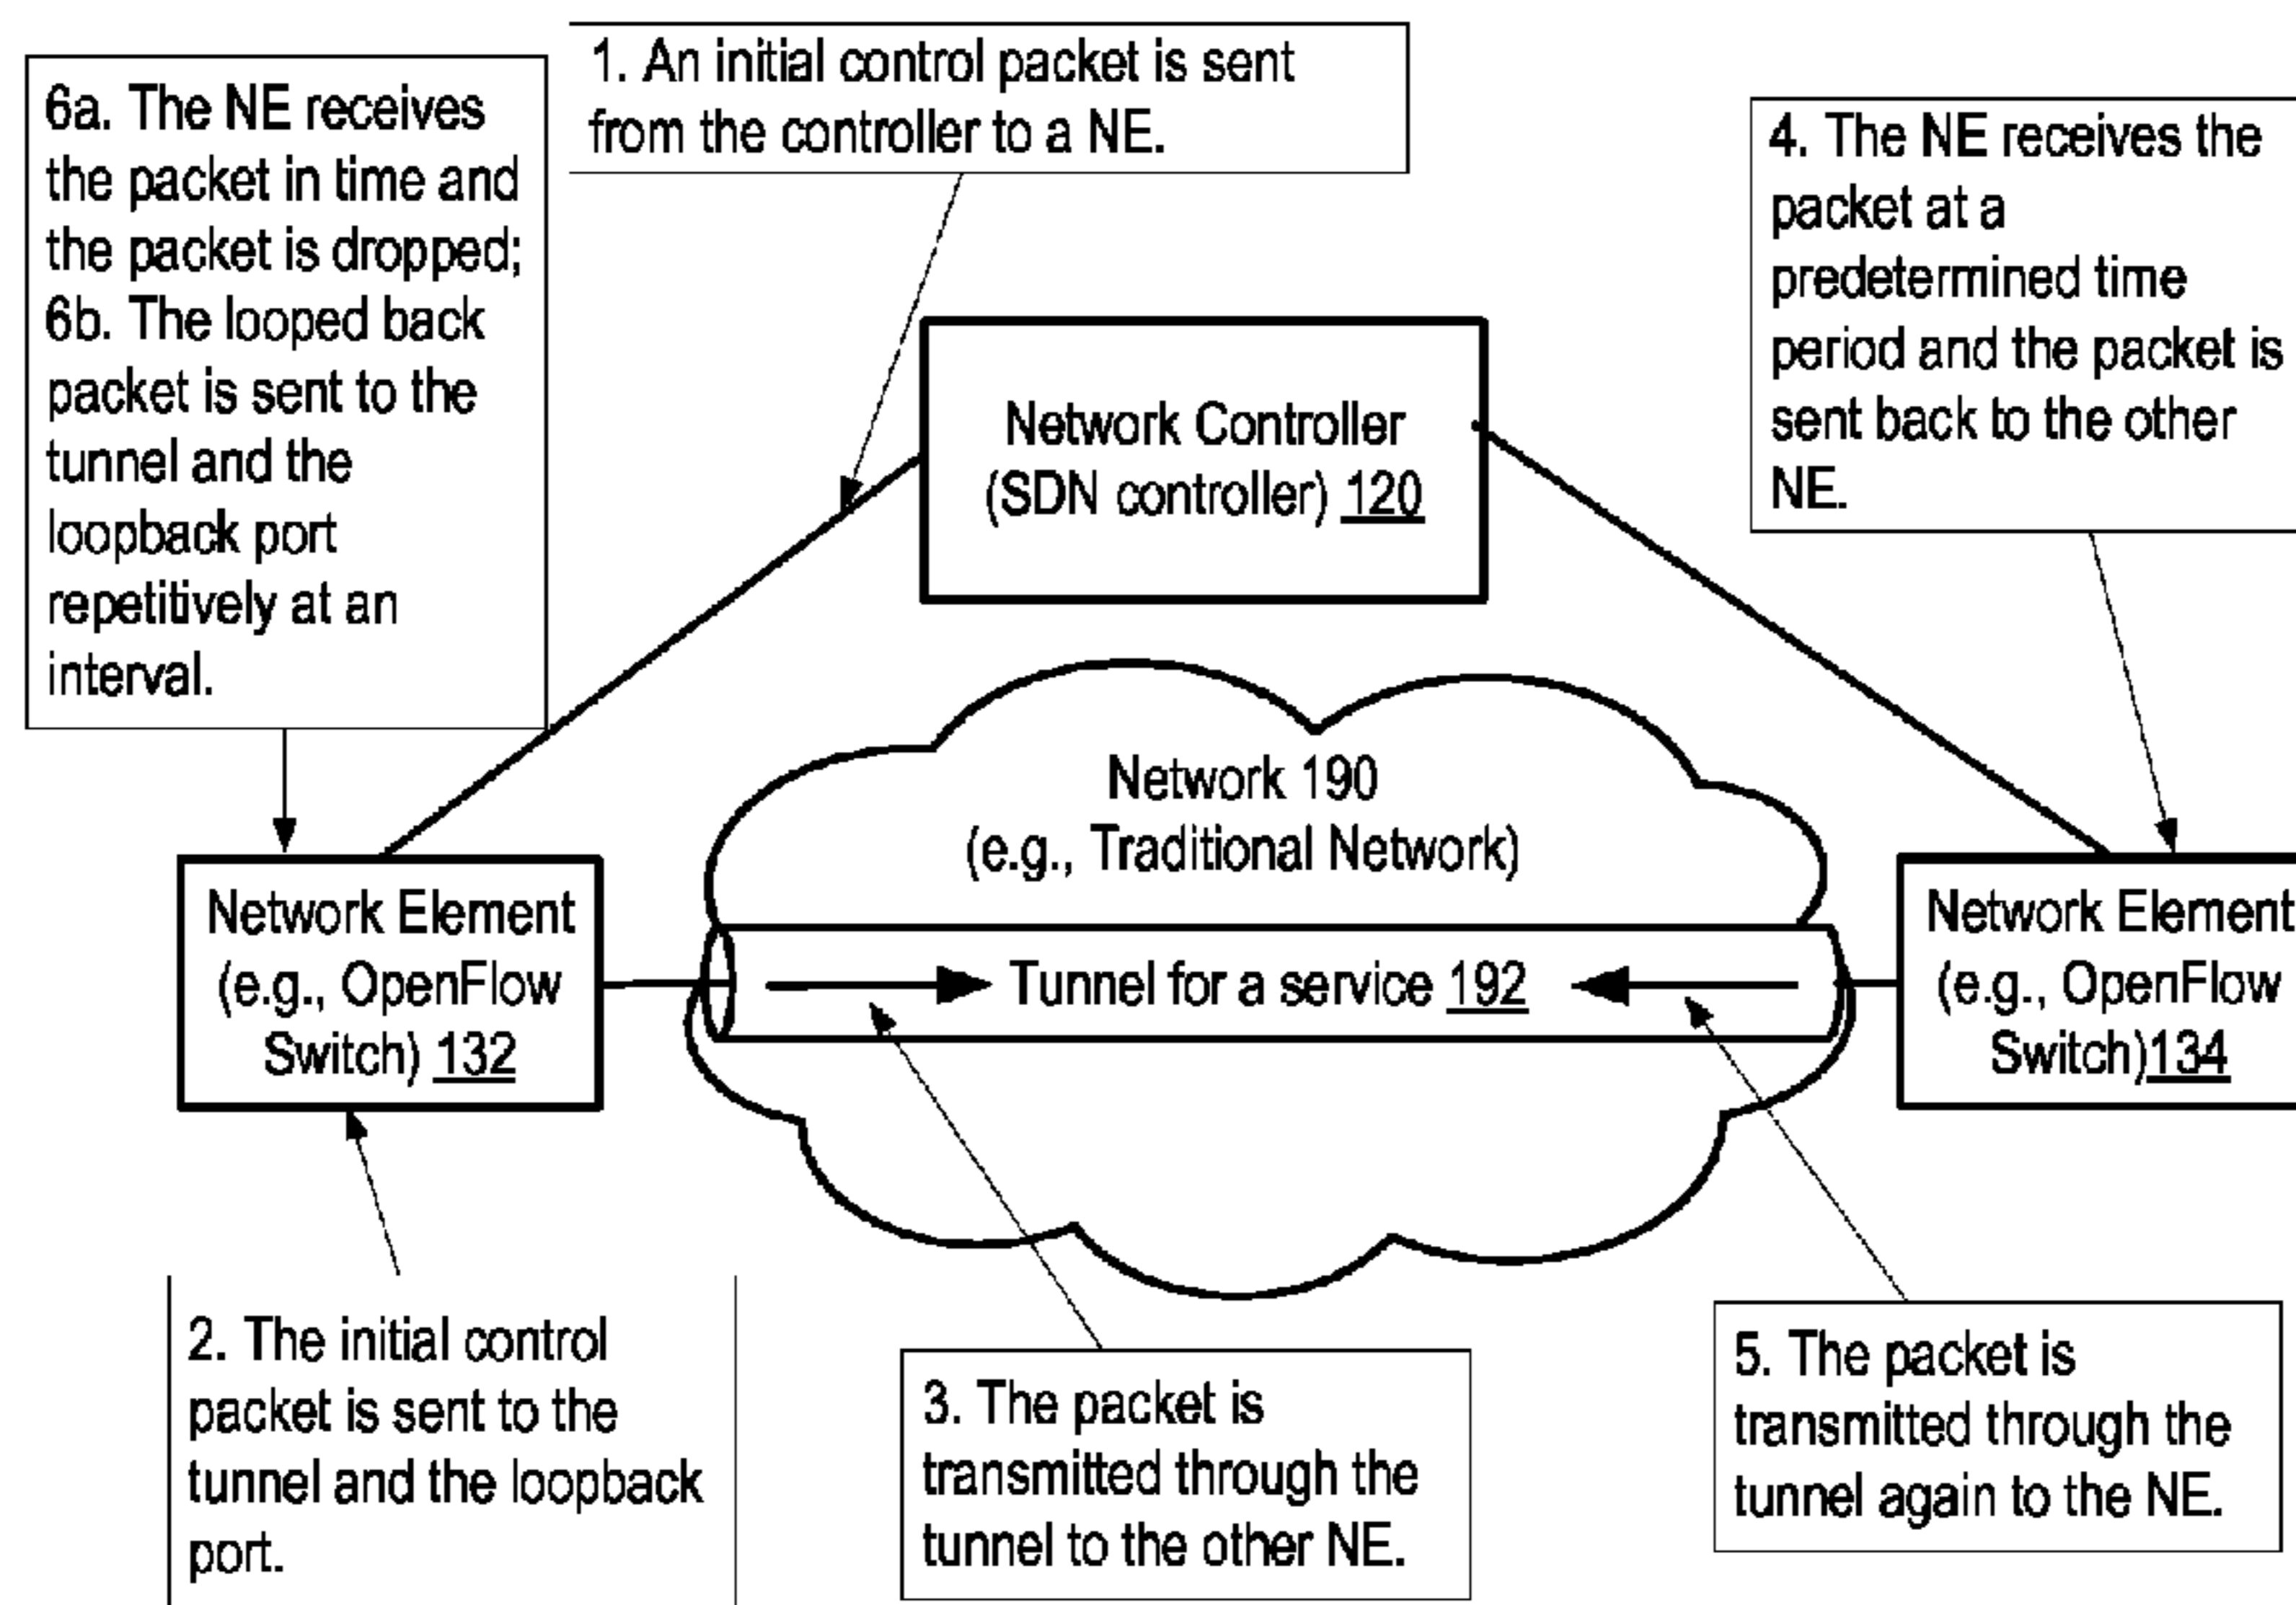 1. An initial control packet is sent
from the controller to a NE.
6a. The NE receives
the packet in time and
the packet is dropped;
6b. The looped back
packet is sent to the
tunnel and the
loopback port
repetitively at an
interval.
4. The NE receives the
packet at a
predetermined time
period and the packet is
sent back to the other
NE.
Network Controller
(SDN controller) 120
Network 190
(e.g., Traditional Network)
Network Element
(e.g., OpenFlow
Switch) 132
Tunnel for a service 192
Network Element
(e.g., OpenFlow
Switch)134
2. The initial control
packet is sent to the
tunnel and the loopback
port.
3. The packet is
transmitted through the
tunnel to the other NE.
5. The packet is
transmitted through the
tunnel again to the NE.